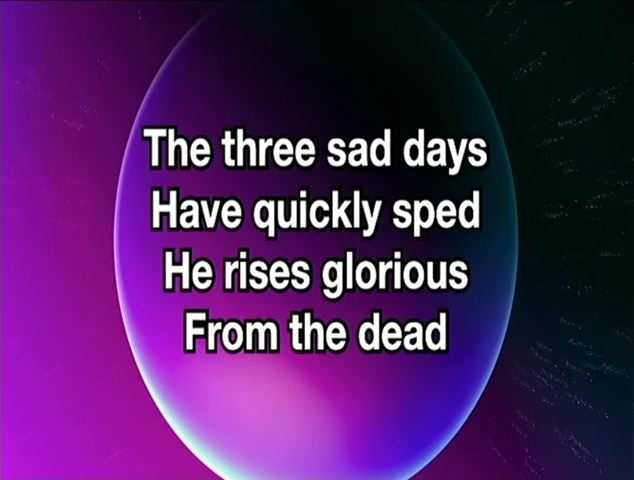 The three sad days
Have quickly sped
He rises glorious
From the dead